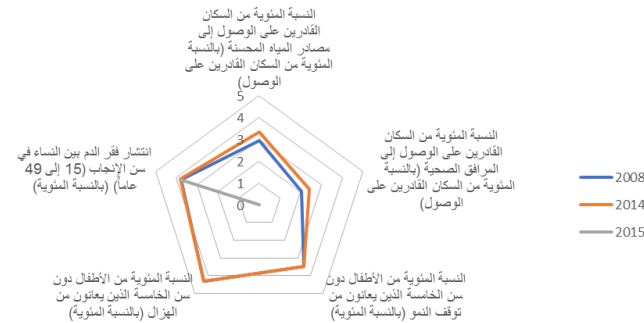 النسبة المئوية من السكان
القادرين على الوصول إلى
مصادر المياه المحسنة (بالنسبة
المئوية من السكان القادرين على
الوصول)
5
4
3
2
1
0
النسبة المئوية من السكان
القادرين على الوصول إلى
المرافق الصحية (بالنسبة
المئوية من السكان القادرين على
الوصول)
انتشار فقر الدم بين النساء في
سن الإنجاب (15 إلى 49
عاماً) (بالنسبة المئوية)
2008
2014
2015
النسبة المئوية من الأطفال دون
سن الخامسة الذين يعانون من
توقف النمو (بالنسبة المئوية)
النسبة المئوية من الأطفال دون
سن الخامسة الذين يعانون من
الهزال (بالنسبة المئوية)